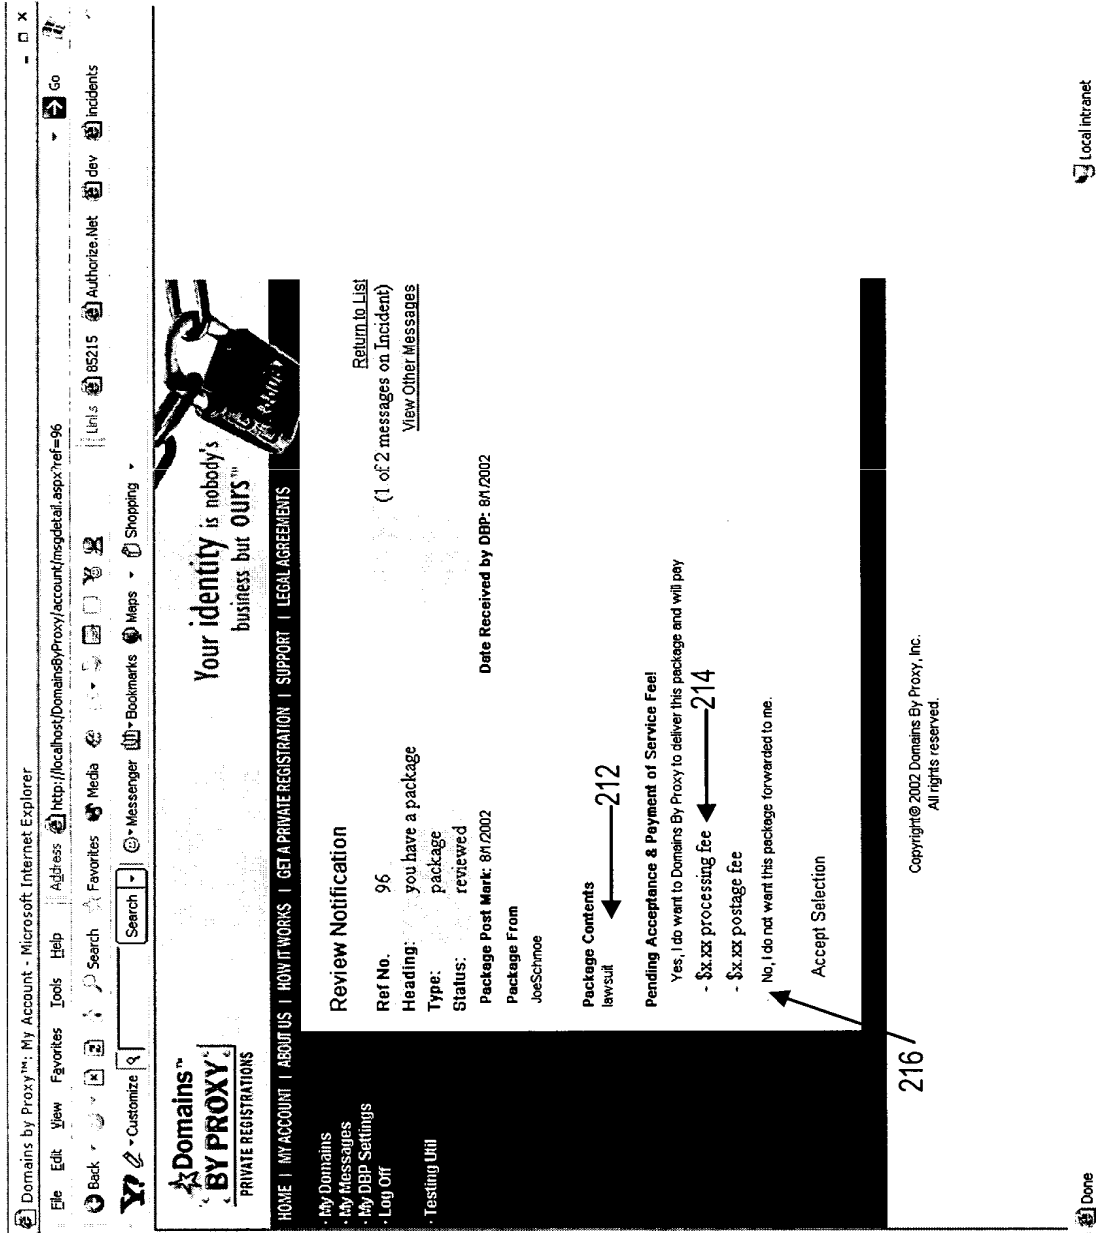 Domains by Proxy™: My Account - Microsoft Internet Explorer
File Edit View Favorites Tools Help Address http://localhost/DomainsByProxy/account/msgdetail.aspx?ref=96 Go
Back Search Favorites Media Links 85215 Authorize.Net dev incidents
Y! Customize Search Messenger Bookmarks Maps Shopping
Domains™
BY PROXY
PRIVATE REGISTRATIONS
Your identity is nobody's
business but ours™
HOME | MY ACCOUNT | ABOUT US | HOW IT WORKS | GET A PRIVATE REGISTRATION | SUPPORT | LEGAL AGREEMENTS
· My Domains
· My Messages
· My DBP Settings
· Log Off
· Testing Util
Review Notification
Return to List
Ref No. 96 (1 of 2 messages on Incident)
Heading: you have a package View Other Messages
Type: package
Status: reviewed
Package Post Mark: 8/1/2002 Date Received by DBP: 8/1/2002
Package From
JoeSchmoe
Package Contents
lawsuit
212
Pending Acceptance & Payment of Service Fee!
Yes, I do want to Domains By Proxy to deliver this package and will pay
- $x.xx processing fee
214
- $x.xx postage fee
No, I do not want this package forwarded to me.
216
Accept Selection
Copyright© 2002 Domains By Proxy, Inc.
All rights reserved.
Done Local intranet